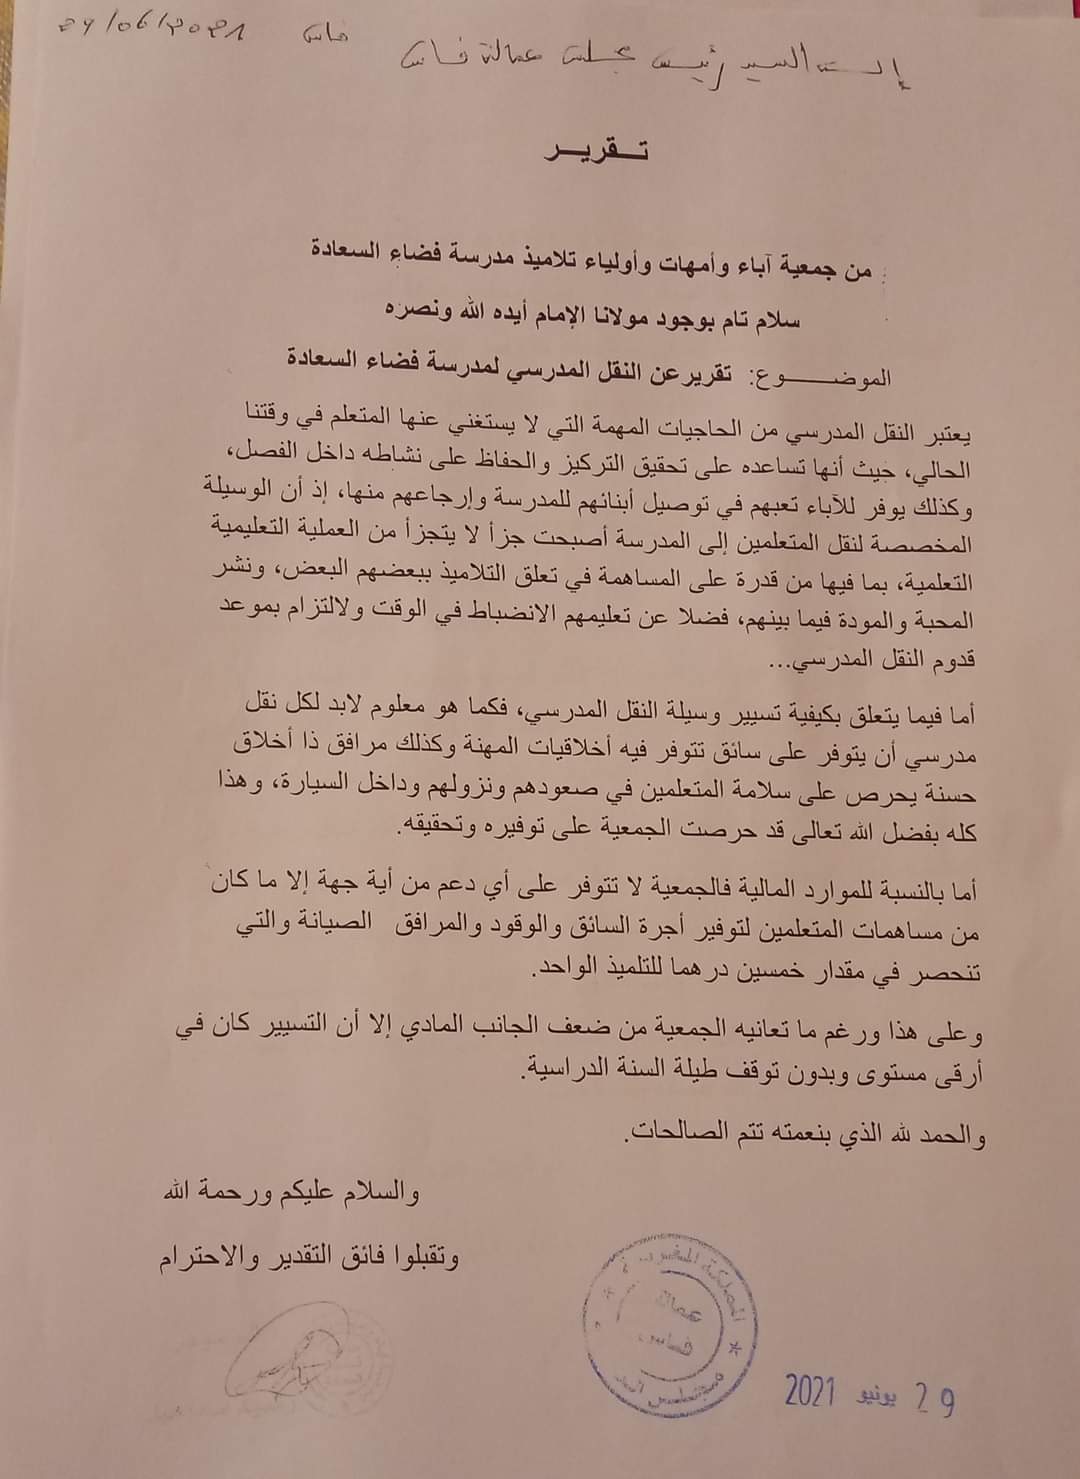 فاس 29/06/2021
إلى السيد رئيس مجلس عمالة فاس
تـــقريـــر
من جمعية آباء وأمهات وأولياء تلاميذ مدرسة فضاء السعادة
سلام تام بوجود مولانا الإمام أيده الله ونصره
الموضـــــوع: تقريرعن النقل المدرسي لمدرسة فضاء السعادة
يعتبر النقل المدرسي من الحاجيات المهمة التي لا يستغني عنها المتعلم في وقتنا
الحالي، حيث أنها تساعده على تحقيق التركيز والحفاظ على نشاطه داخل الفصل،
وكذلك يوفر للآباء تعبهم في توصيل أبنائهم للمدرسة وإرجاعهم منها، إذ أن الوسيلة
المخصصة لنقل المتعلمين إلى المدرسة أصبحت جزأ لا يتجزأ من العملية التعليمية
التعلمية، بما فيها من قدرة على المساهمة في تعلق التلاميذ ببعضهم البعض، ونشر
المحبة والمودة فيما بينهم، فضلا عن تعليمهم الانضباط في الوقت ولالتزام بموعد
قدوم النقل المدرسي...
أما فيما يتعلق بكيفية تسيير وسيلة النقل المدرسي، فكما هو معلوم لابد لكل نقل
مدرسي أن يتوفر على سائق تتوفر فيه أخلاقيات المهنة وكذلك مرافق ذا أخلاق
حسنة يحرص على سلامة المتعلمين في صعودهم ونزولهم وداخل السيارة، وهذا
كله بفضل الله تعالى قد حرصت الجمعية على توفيره وتحقيقه.
أما بالنسبة للموارد المالية فالجمعية لا تتوفر على أي دعم من أية جهة إلا ما كان
من مساهمات المتعلمين لتوفير أجرة السائق والوقود والمرافق الصيانة والتي
تنحصر في مقدار خمسين درهما للتلميذ الواحد.
وعلى هذا ورغم ما تعانيه الجمعية من ضعف الجانب المادي إلا أن التسيير كان في
أرقى مستوى وبدون توقف طيلة السنة الدراسية.
والحمد لله الذي بنعمته تتم الصالحات.
والسلام عليكم ورحمة الله
وتقبلوا فائق التقدير والاحترام
المملكة المغربية
عمالة
فاس
مجلس
29 يونيو 2021